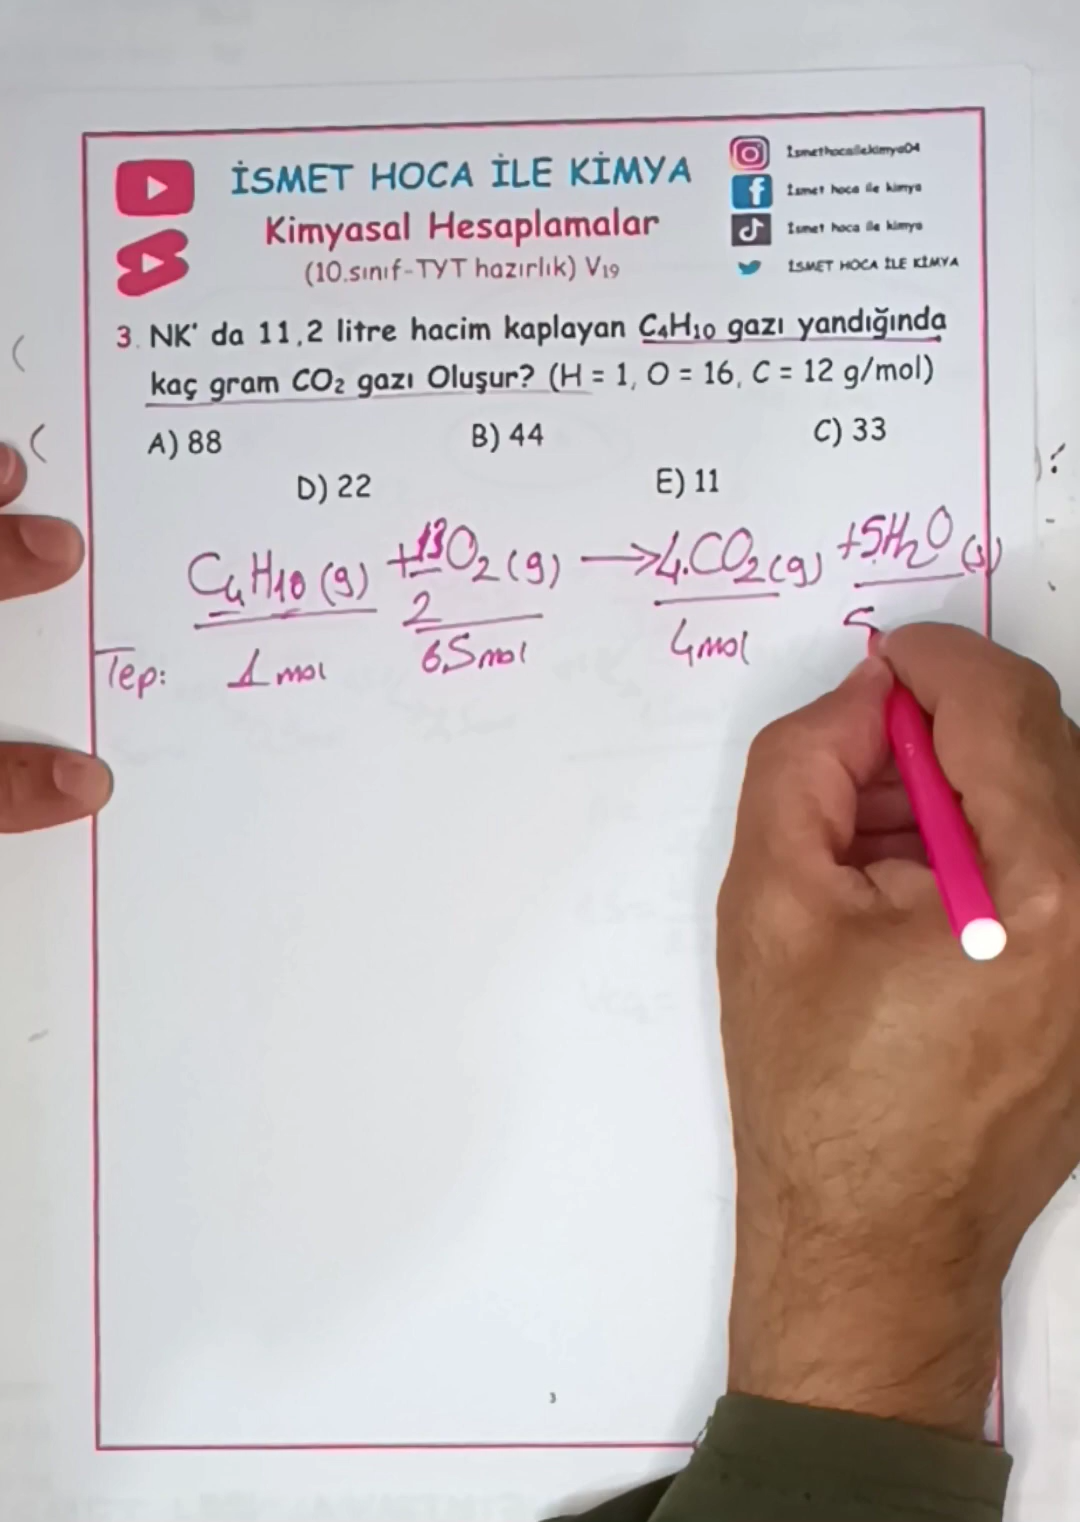 İSMET HOCA İLE KİMYA
Kimyasal Hesaplamalar
(10.sınıf-TYT hazırlık) V19
İsmethocailekimya04
İsmet hoca ile kimya
İsmet hoca ile kimya
İSMET HOCA İLE KİMYA
3. NK' da 11,2 litre hacim kaplayan C₄H₁₀ gazı yandığında
kaç gram CO₂ gazı Oluşur? (H = 1, O = 16, C = 12 g/mol)
A) 88 B) 44 C) 33
D) 22 E) 11
C₄H₁₀(g) + 13/2 O₂(g) → 4.CO₂(g) + 5H₂O(s)
Tep: 1 mol 6,5 mol 4 mol 5
3